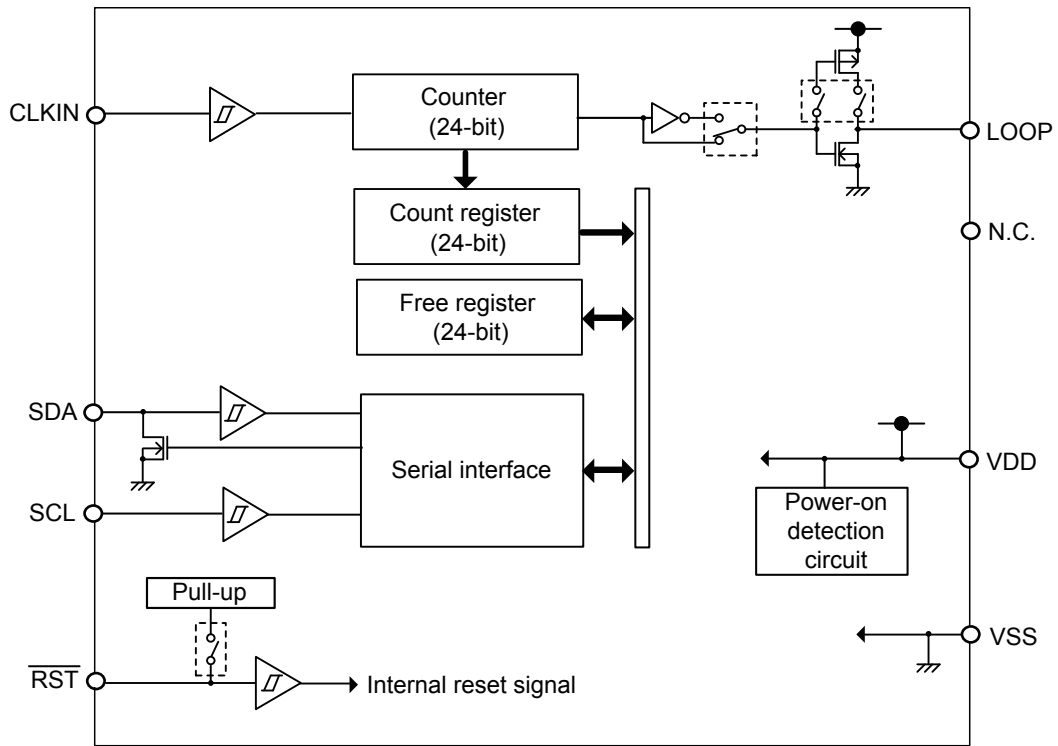 CLKIN
Counter
(24-bit)
LOOP
Count register
(24-bit)
N.C.
Free register
(24-bit)
SDA
Serial interface
VDD
SCL
Power-on
detection
circuit
Pull-up
VSS
RST
Internal reset signal